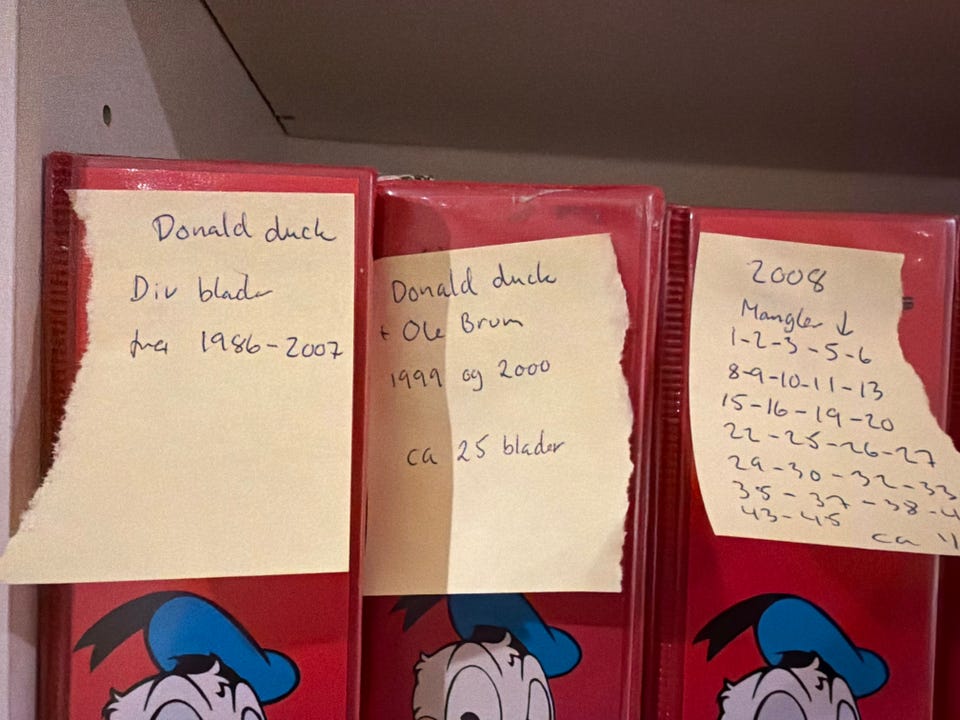 Donald duck
Div blader
fra 1986-2007
Donald duck
+ Ole Brum
1999 og 2000
ca 25 blader
2008
Mangler ↓
1-2-3-5-6
8-9-10-11-13
15-16-19-20
22-25-26-27
29-30-32-33
35-37-38-4
43-45
ca